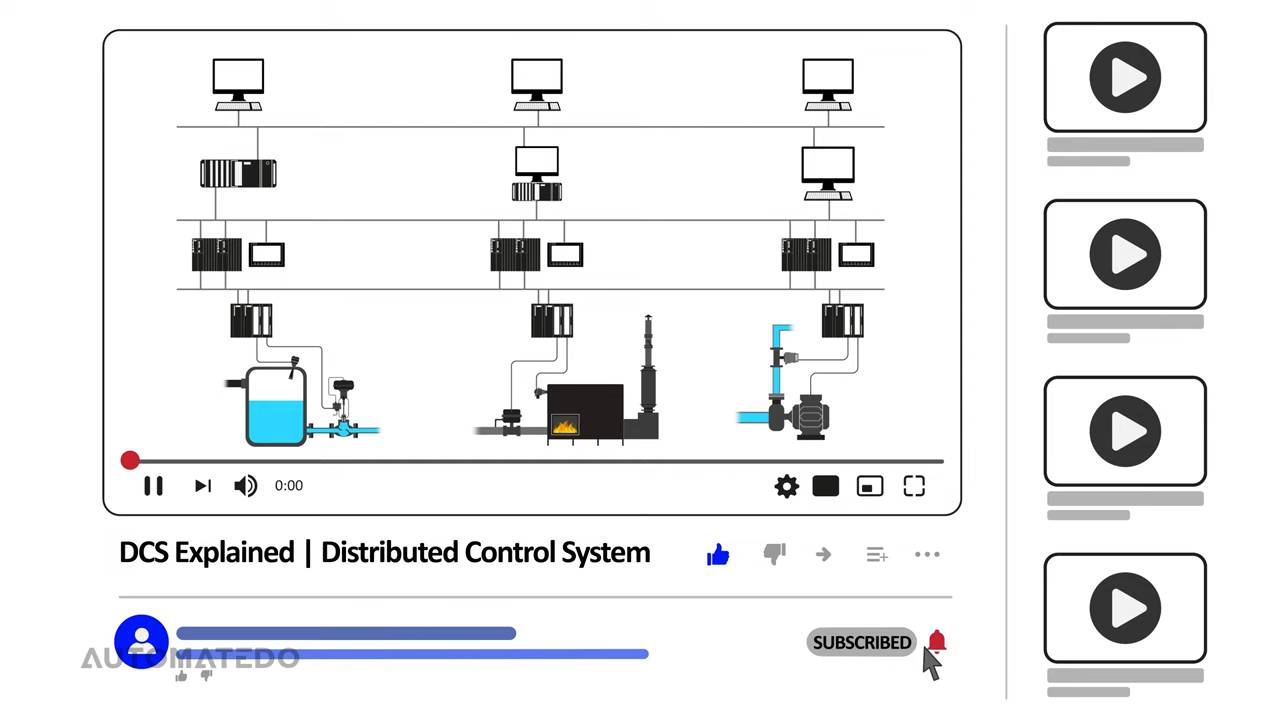 0:00
DCS Explained | Distributed Control System
SUBSCRIBED
AUTOMATEDO